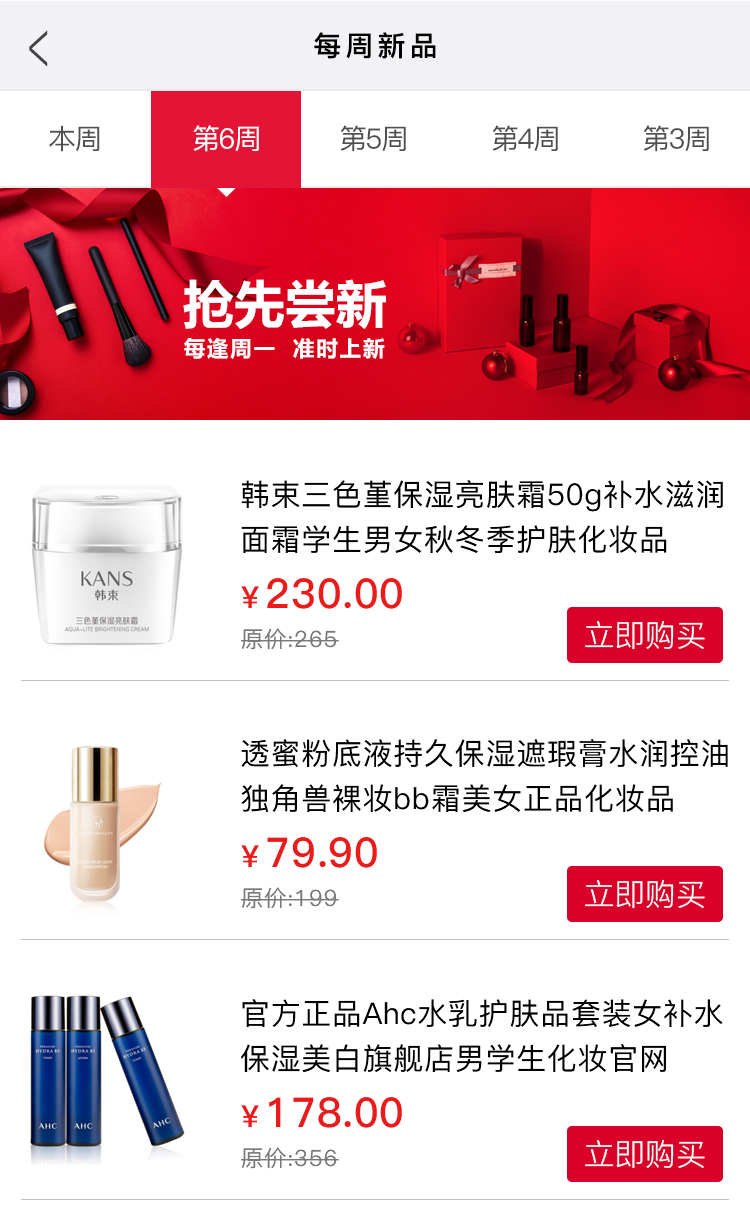 每周新品
本周
第6周
第5周
第4周
第3周
抢先尝新
每逢周一 准时上新
韩束三色堇保湿亮肤霜50g补水滋润
面霜学生男女秋冬季护肤化妆品
¥230.00
原价:265
立即购买
KANS
韩束
三色堇保湿亮肤霜
AQUA-LITE BRIGHTENING CREAM
透蜜粉底液持久保湿遮瑕膏水润控油
独角兽裸妆bb霜美女正品化妆品
¥79.90
原价:199
立即购买
官方正品Ahc水乳护肤品套装女补水
保湿美白旗舰店男学生化妆官网
¥178.00
原价:356
立即购买
HYDRA B5
AHC
HYDRA B5
AHC
HYDRA B5
AHC